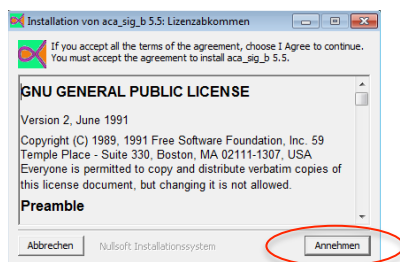 Installation von aca_sig_b 5.5: Lizenzabkommen
If you accept all the terms of the agreement, choose I Agree to continue.
You must accept the agreement to install aca_sig_b 5.5.
GNU GENERAL PUBLIC LICENSE
Version 2, June 1991
Copyright (C) 1989, 1991 Free Software Foundation, Inc. 59
Temple Place - Suite 330, Boston, MA 02111-1307, USA
Everyone is permitted to copy and distribute verbatim copies of
this license document, but changing it is not allowed.
Preamble
Abbrechen Nullsoft Installationssystem Annehmen